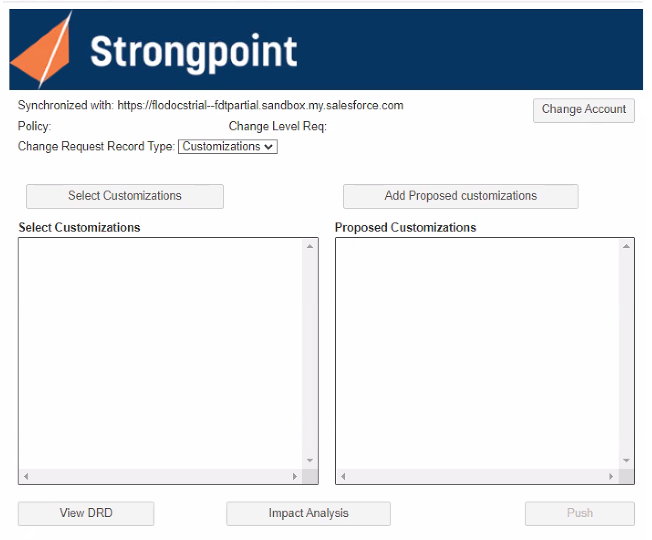 Strongpoint
Synchronized with: https://flodocstrial--fdtpartial.sandbox.my.salesforce.com
Change Account
Policy: Change Level Req:
Change Request Record Type: Customizations
Select Customizations Add Proposed customizations
Select Customizations Proposed Customizations
View DRD Impact Analysis Push